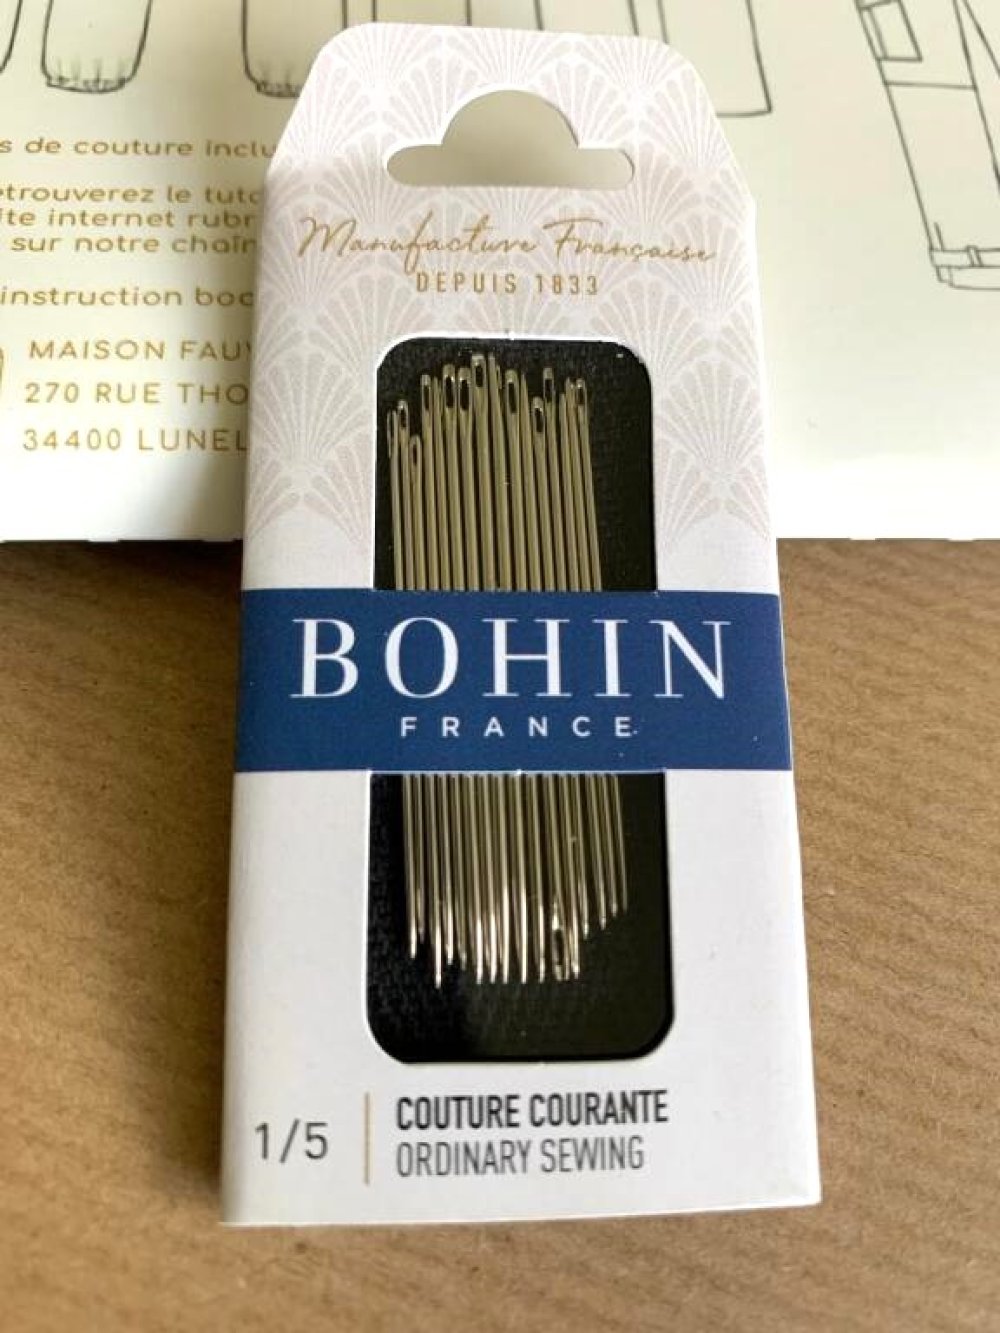 s de couture inclu
trouverez le tuto
ite internet rubr
sur notre chaîn
instruction boo
MAISON FAUV
270 RUE THO
34400 LUNEL
Manufacture Française
DEPUIS 1833
BOHIN
FRANCE
1/5
COUTURE COURANTE
ORDINARY SEWING